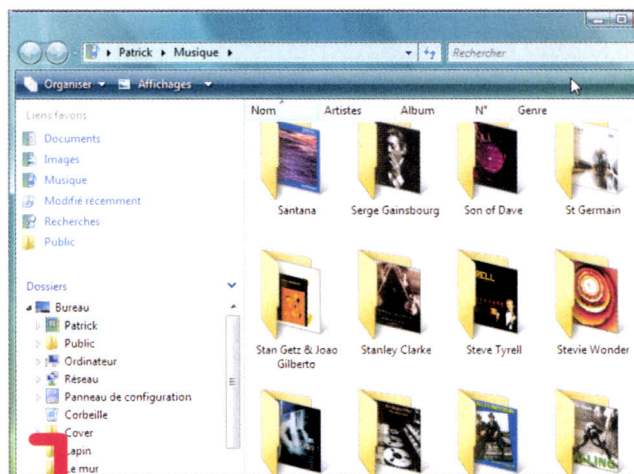 Patrick ▸ Musique ▸
Rechercher
Organiser
Affichages
Liens favoris
Documents
Images
Musique
Modifié récemment
Recherches
Public
Dossiers
Bureau
Patrick
Public
Ordinateur
Réseau
Panneau de configuration
Corbeille
Cover
Lapin
Le mur
Nom Artistes Album N° Genre
Santana
Serge Gainsbourg
Son of Dave
St Germain
Stan Getz & Joao
Gilberto
Stanley Clarke
Steve Tyrell
Stevie Wonder